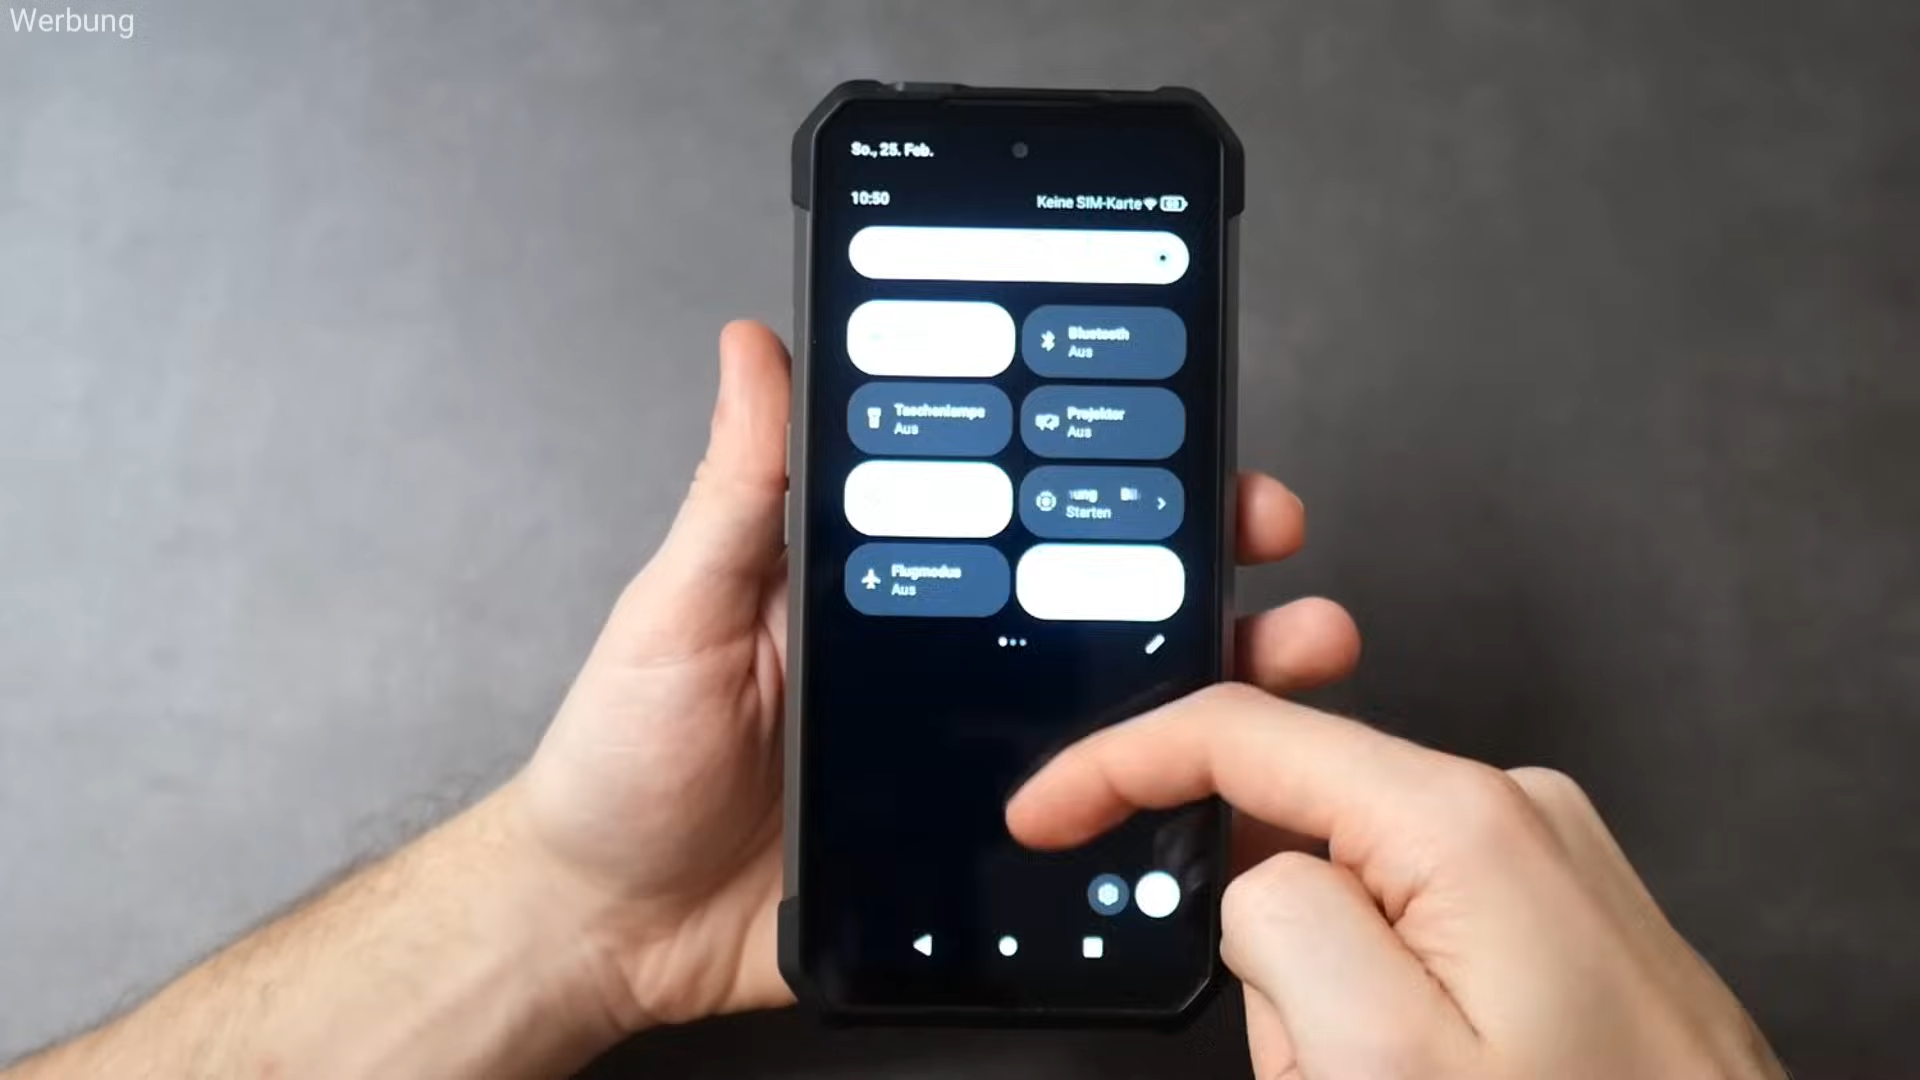 Werbung
So., 25. Feb.
10:50
Keine SIM-Karte
Bluetooth
Aus
Taschenlampe
Aus
Projektor
Aus
Starten
Flugmodus
Aus